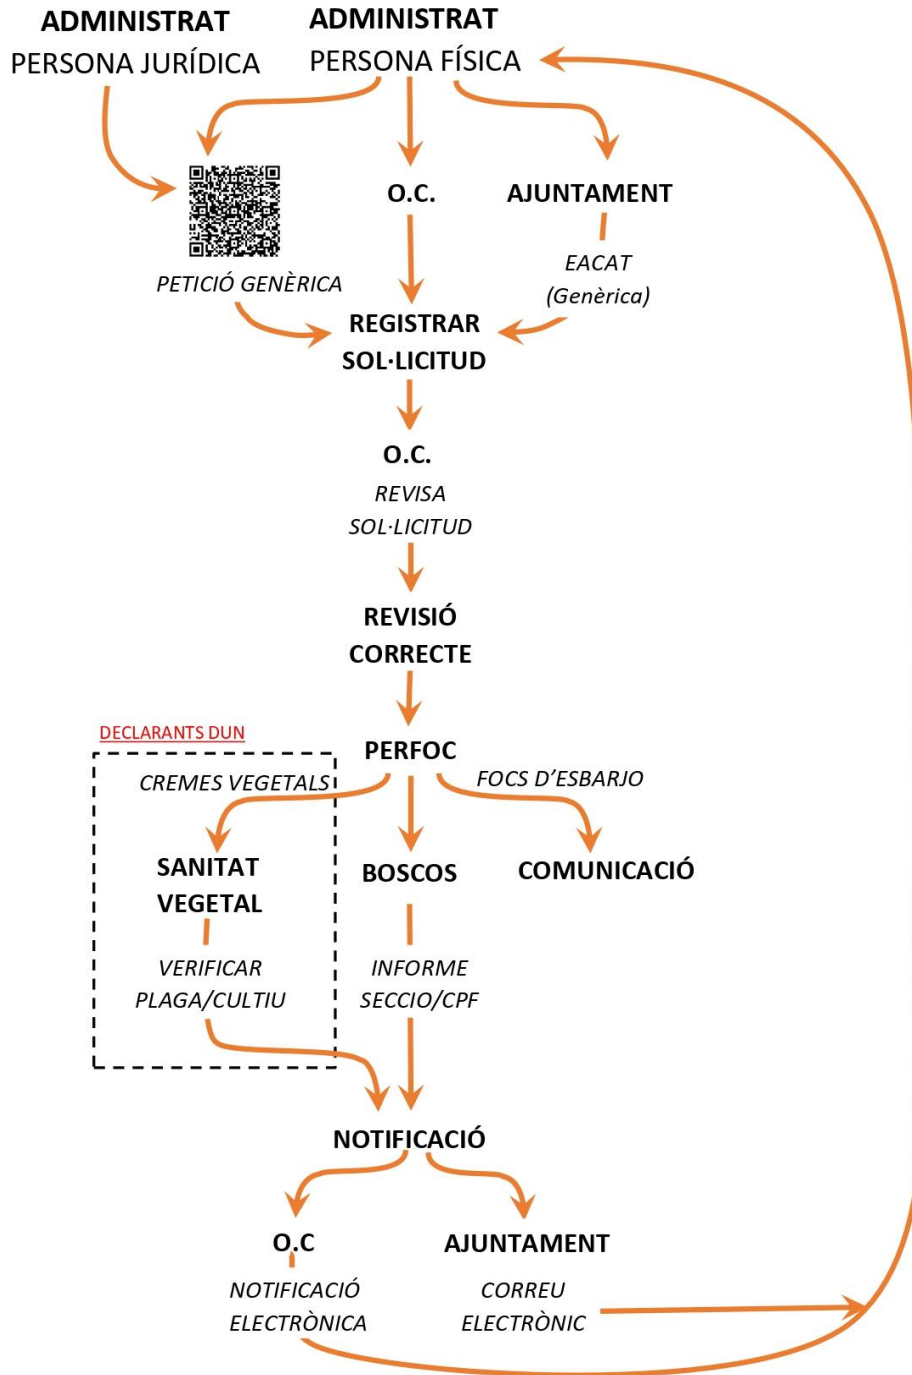 ADMINISTRAT
PERSONA JURÍDICA
ADMINISTRAT
PERSONA FÍSICA
PETICIÓ GENÈRICA
O.C.
AJUNTAMENT
EACAT
(Genèrica)
REGISTRAR
SOL·LICITUD
O.C.
REVISA
SOL·LICITUD
REVISIÓ
CORRECTE
PERFOC
DECLARANTS DUN
CREMES VEGETALS
FOCS D'ESBARJO
SANITAT
VEGETAL
BOSCOS
COMUNICACIÓ
VERIFICAR
PLAGA/CULTIU
INFORME
SECCIO/CPF
NOTIFICACIÓ
O.C
AJUNTAMENT
NOTIFICACIÓ
ELECTRÒNICA
CORREU
ELECTRÒNIC